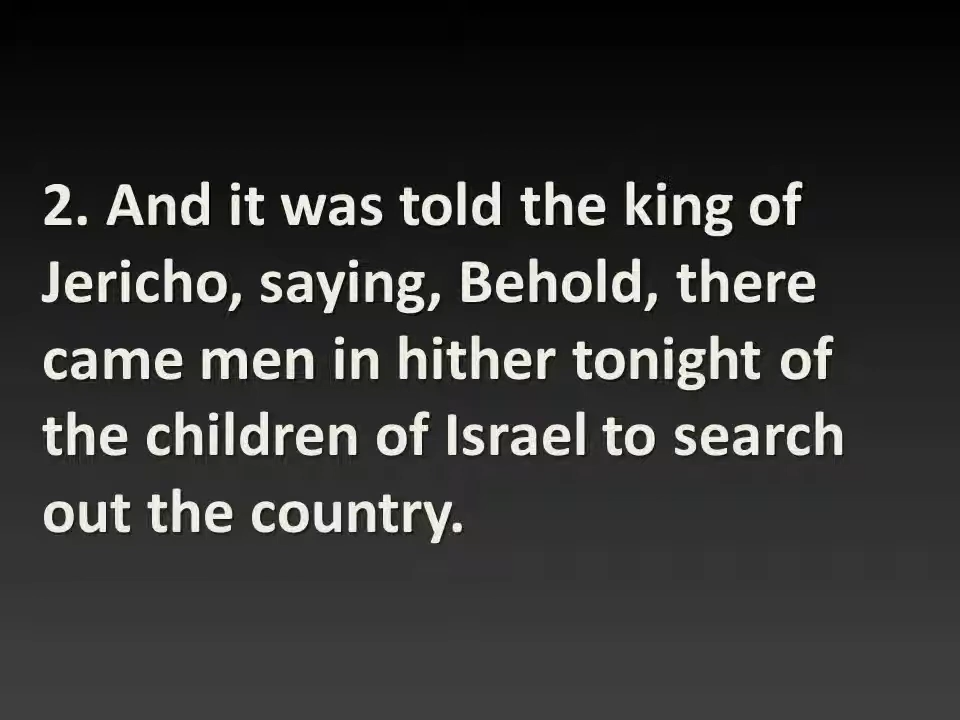 2. And it was told the king of
Jericho, saying, Behold, there
came men in hither tonight of
the children of Israel to search
out the country.